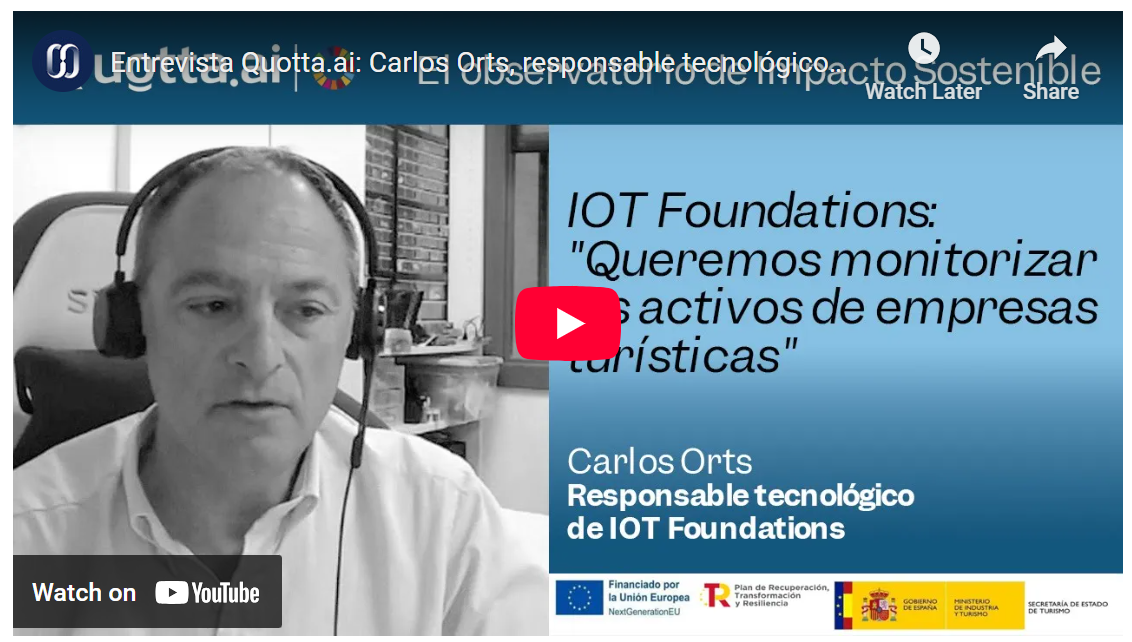 Entrevista Quotta.ai: Carlos Orts, responsable tecnológico...
uotta.ai
El observatorio de Impacto Sostenible
Watch Later
Share
IOT Foundations:
"Queremos monitorizar
activos de empresas
turísticas"
Carlos Orts
Responsable tecnológico
de IOT Foundations
Watch on YouTube
Financiado por
la Unión Europea
NextGenerationEU
Plan de Recuperación,
Transformación
y Resiliencia
GOBIERNO
DE ESPAÑA
MINISTERIO
DE INDUSTRIA
Y TURISMO
SECRETARÍA DE ESTADO
DE TURISMO